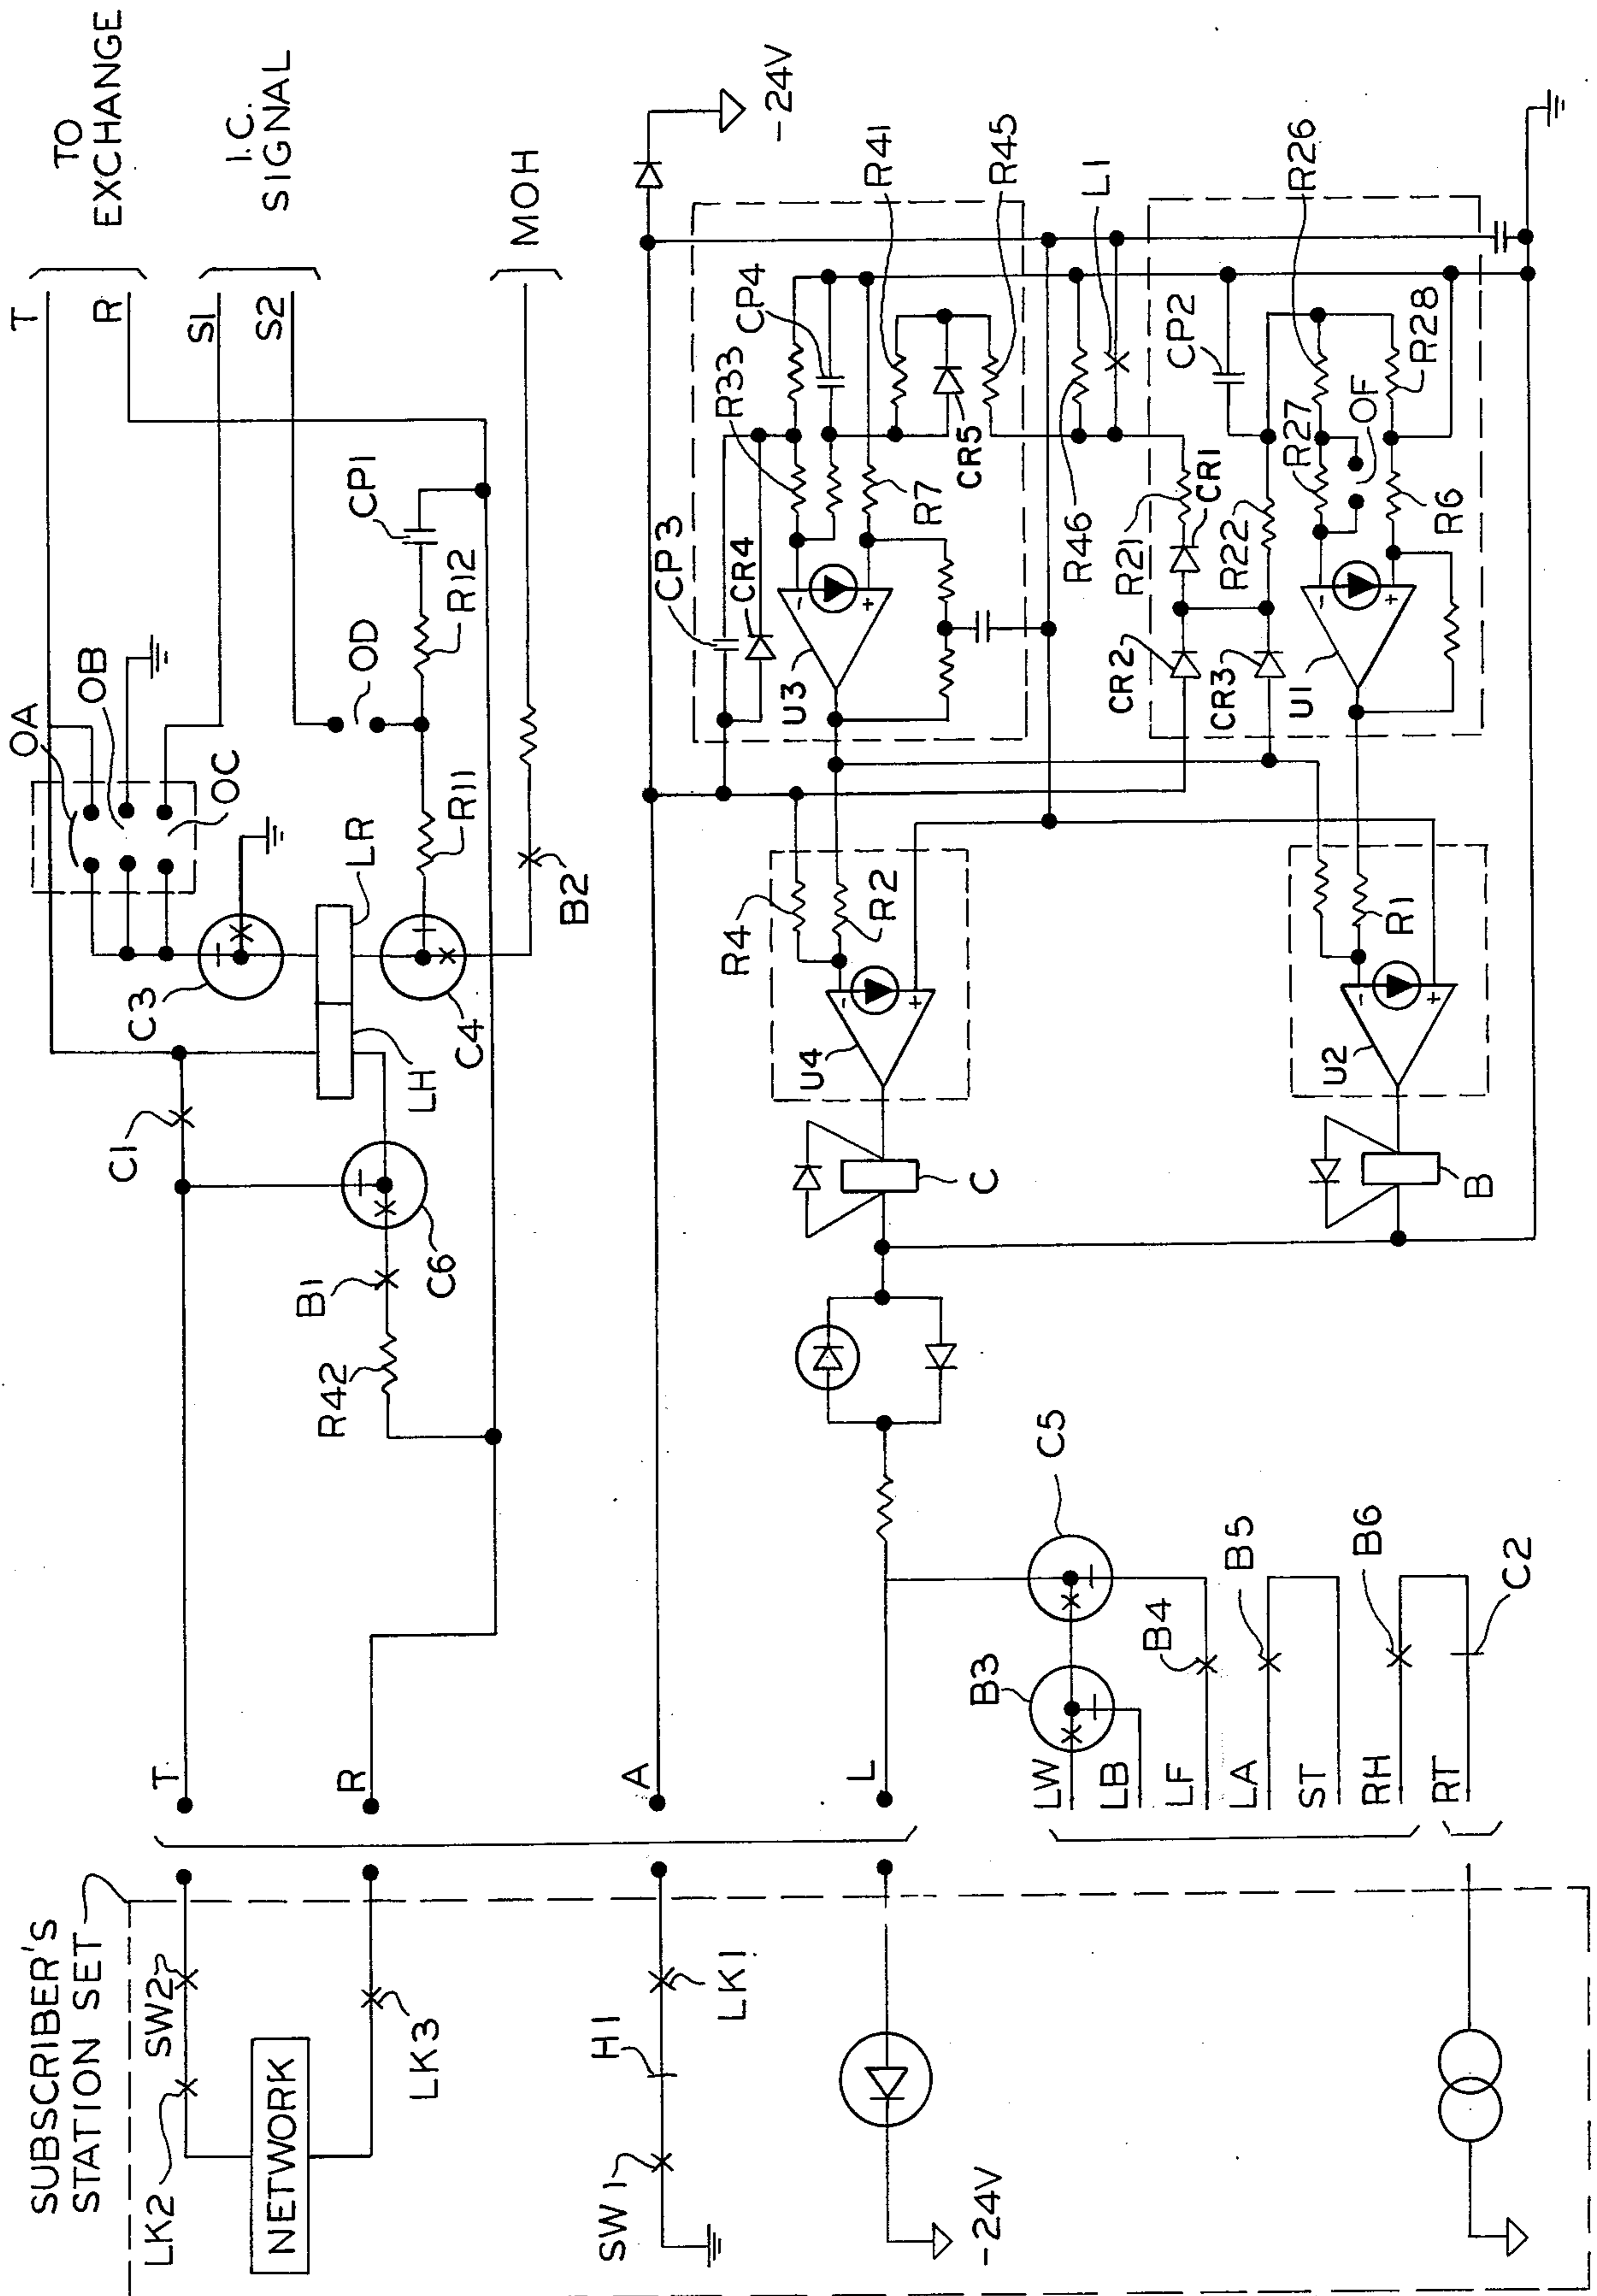 SUBSCRIBER'S
STATION SET
LK2
SW2
NETWORK
LK3
SW1
H1
LK1
-24V
T
R
A
L
LW
LB
LF
LA
ST
RH
RT
B3
C5
B4
B5
B6
C2
R42
B1
C6
C1
LH
LR
C3
C4
OA
OB
OC
OD
R11
R12
CP1
B2
T
R
S1
S2
TO
EXCHANGE
I.C.
SIGNAL
MOH
-24V
C
B
U4
-
+
R4
R2
U2
-
+
R1
U3
-
+
CP3
CR4
R33
CP4
R7
CR5
R41
R45
R46
L1
CR2
CR3
R21
CR1
R22
CP2
U1
-
+
R27
OF
R6
R26
R28